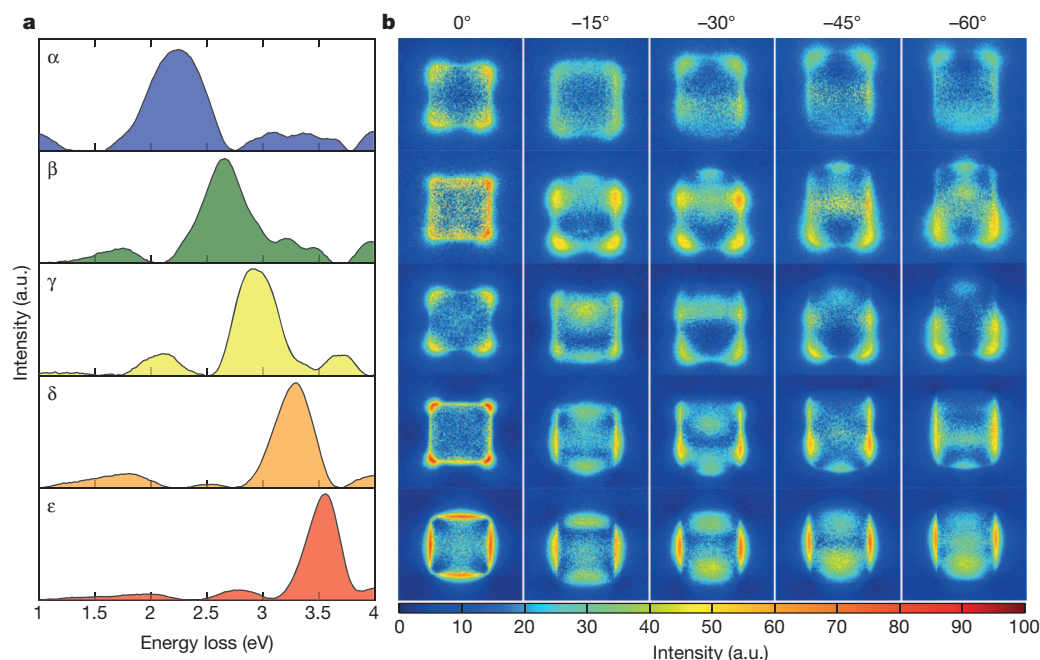 a
b
0° –15° –30° –45° –60°
α
β
γ
δ
ε
Intensity (a.u.)
1 1.5 2 2.5 3 3.5 4
Energy loss (eV)
0 10 20 30 40 50 60 70 80 90 100
Intensity (a.u.)